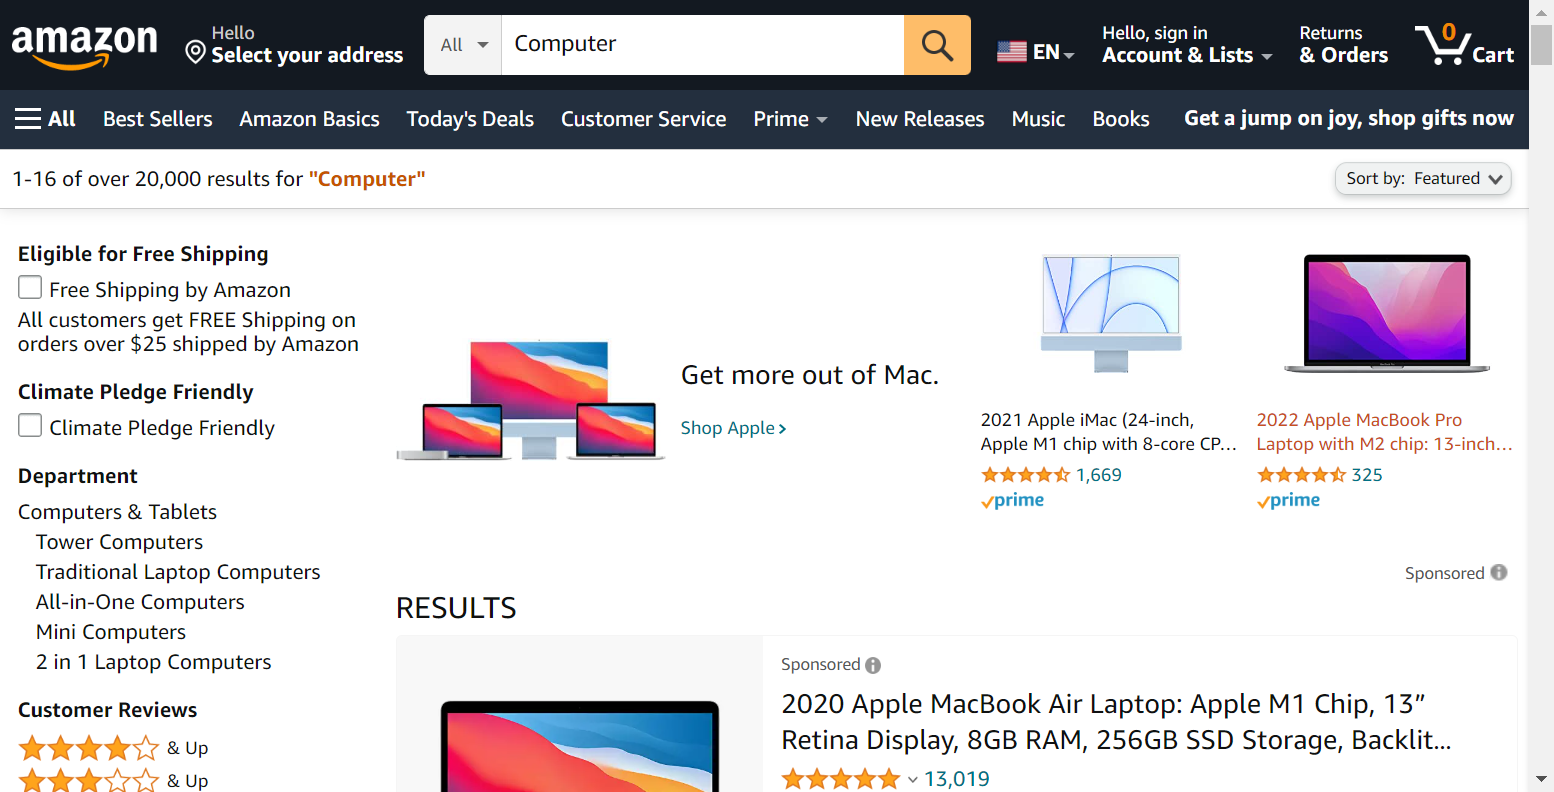 amazon
Hello
Select your address
All
Computer
EN
Hello, sign in
Account & Lists
Returns
& Orders
0
Cart
All
Best Sellers
Amazon Basics
Today's Deals
Customer Service
Prime
New Releases
Music
Books
Get a jump on joy, shop gifts now
1-16 of over 20,000 results for "Computer"
Sort by: Featured
Eligible for Free Shipping
Free Shipping by Amazon
All customers get FREE Shipping on
orders over $25 shipped by Amazon
Climate Pledge Friendly
Climate Pledge Friendly
Department
Computers & Tablets
Tower Computers
Traditional Laptop Computers
All-in-One Computers
Mini Computers
2 in 1 Laptop Computers
Customer Reviews
& Up
& Up
Get more out of Mac.
Shop Apple
2021 Apple iMac (24-inch,
Apple M1 chip with 8-core CP...
1,669
prime
2022 Apple MacBook Pro
Laptop with M2 chip: 13-inch...
325
prime
Sponsored
RESULTS
Sponsored
2020 Apple MacBook Air Laptop: Apple M1 Chip, 13”
Retina Display, 8GB RAM, 256GB SSD Storage, Backlit...
13,019